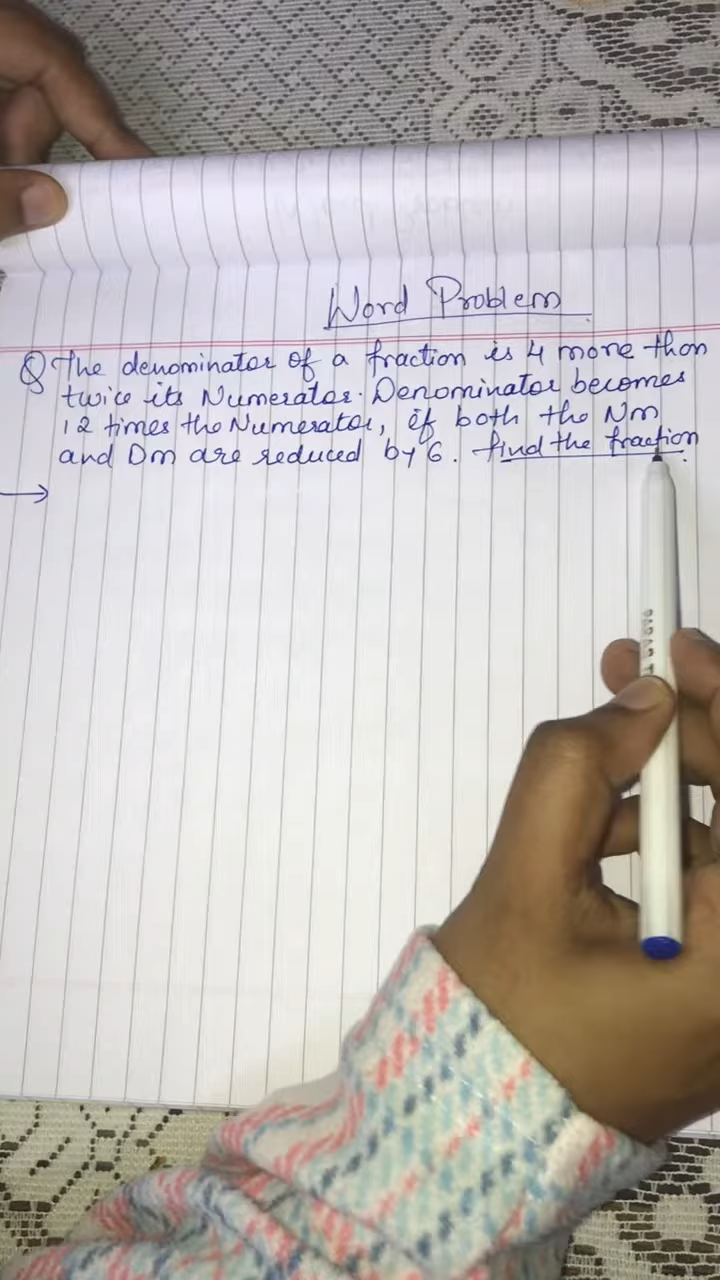 Word Problem
Q The denominator of a fraction is 4 more than
twice its Numerator. Denominator becomes
12 times the Numerator, if both the Nm
and Dm are reduced by 6. find the fraction.